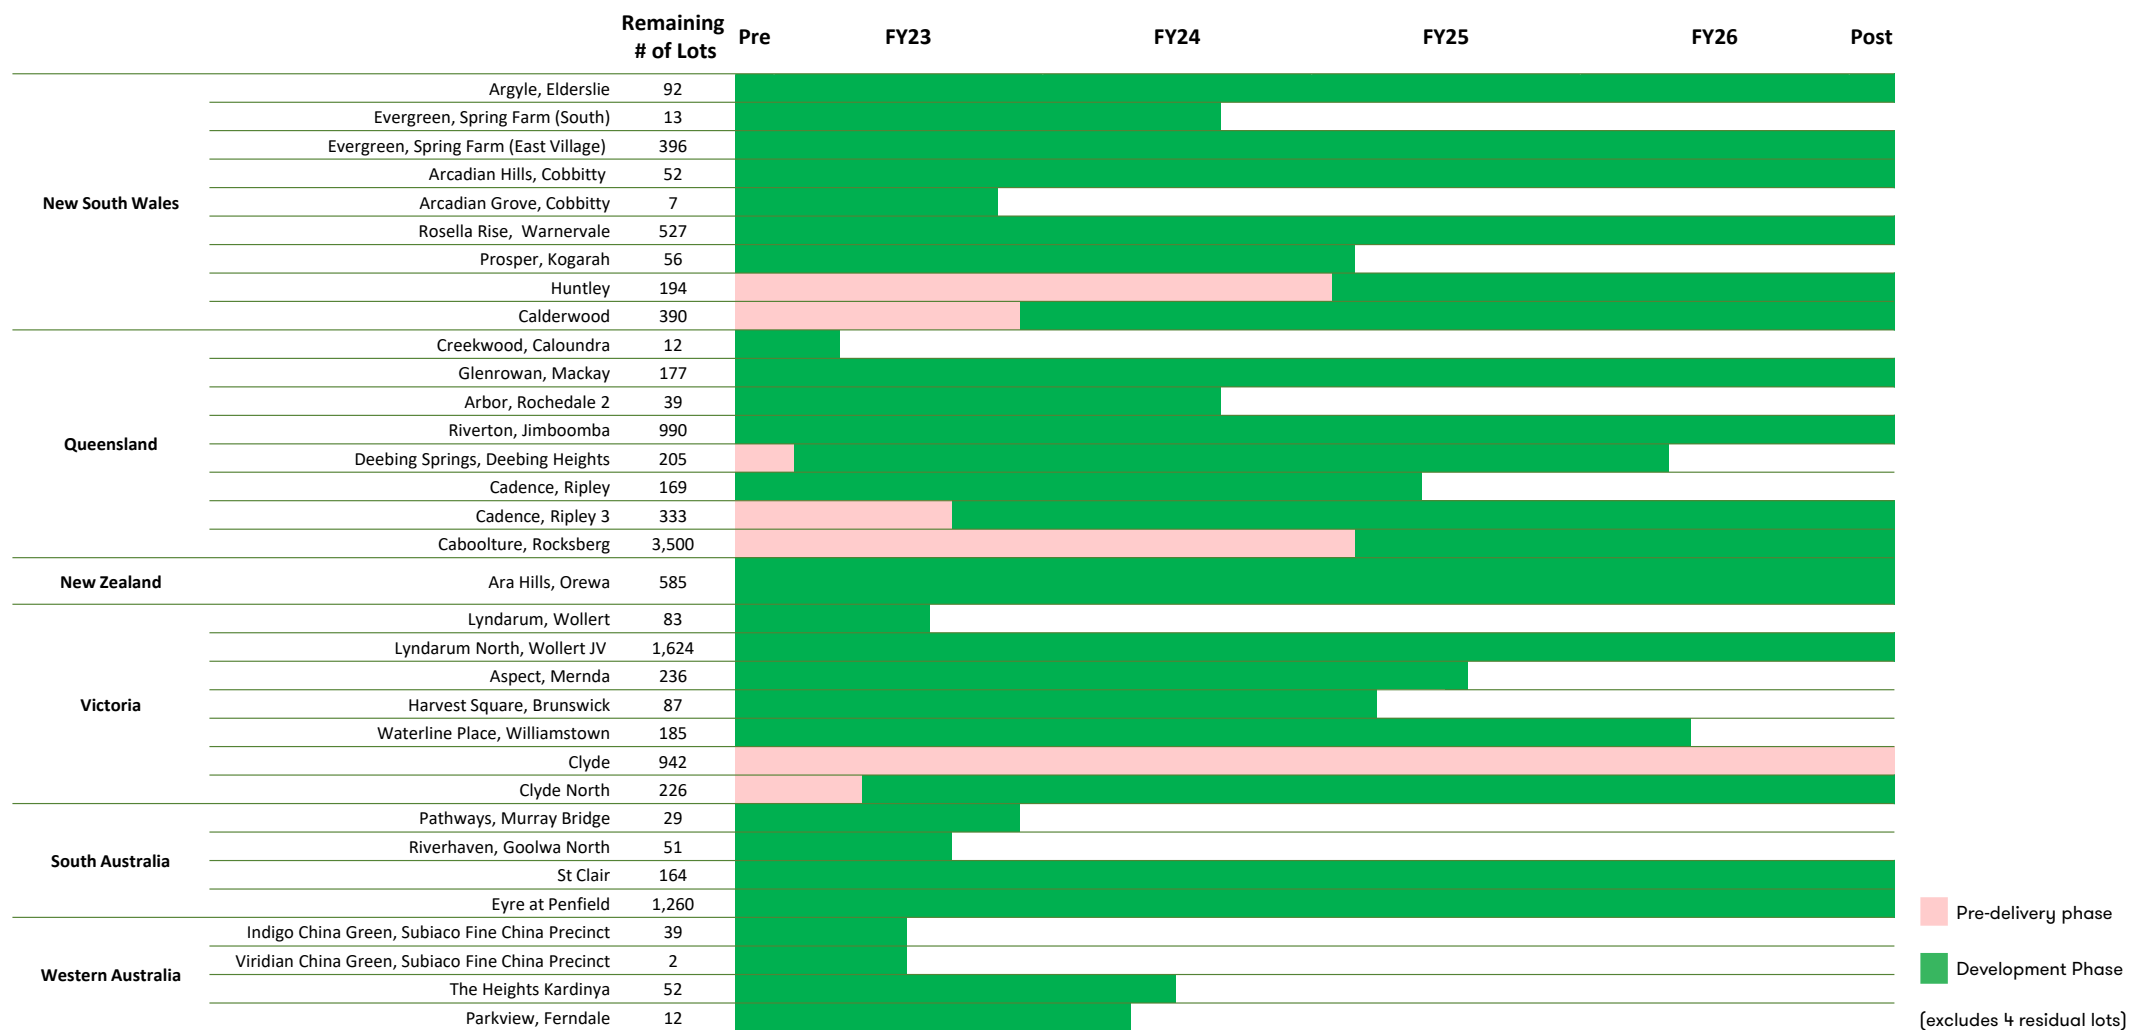 Remaining
# of Lots
Pre FY23 FY24 FY25 FY26 Post
New South Wales
Argyle, Elderslie 92
Evergreen, Spring Farm (South) 13
Evergreen, Spring Farm (East Village) 396
Arcadian Hills, Cobbitty 52
Arcadian Grove, Cobbitty 7
Rosella Rise, Warnervale 527
Prosper, Kogarah 56
Huntley 194
Calderwood 390
Queensland
Creekwood, Caloundra 12
Glenrowan, Mackay 177
Arbor, Rochedale 2 39
Riverton, Jimboomba 990
Deebing Springs, Deebing Heights 205
Cadence, Ripley 169
Cadence, Ripley 3 333
Caboolture, Rocksberg 3,500
New Zealand
Ara Hills, Orewa 585
Victoria
Lyndarum, Wollert 83
Lyndarum North, Wollert JV 1,624
Aspect, Mernda 236
Harvest Square, Brunswick 87
Waterline Place, Williamstown 185
Clyde 942
Clyde North 226
South Australia
Pathways, Murray Bridge 29
Riverhaven, Goolwa North 51
St Clair 164
Eyre at Penfield 1,260
Western Australia
Indigo China Green, Subiaco Fine China Precinct 39
Viridian China Green, Subiaco Fine China Precinct 2
The Heights Kardinya 52
Parkview, Ferndale 12
Pre-delivery phase
Development Phase
(excludes 4 residual lots)